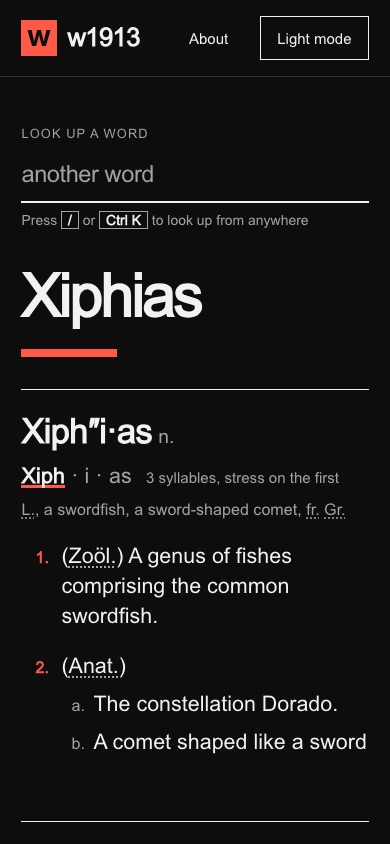 w w1913 About Light mode
LOOK UP A WORD
another word
Press / or Ctrl K to look up from anywhere
Xiphias
Xiph″i·as n.
Xiph · i · as 3 syllables, stress on the first
L., a swordfish, a sword-shaped comet, fr. Gr.
1. (Zoöl.) A genus of fishes
comprising the common
swordfish.
2. (Anat.)
a. The constellation Dorado.
b. A comet shaped like a sword